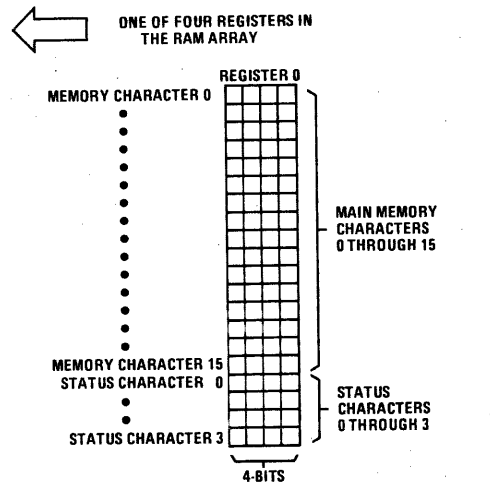 ONE OF FOUR REGISTERS IN
THE RAM ARRAY
REGISTER 0
MEMORY CHARACTER 0
MAIN MEMORY
CHARACTERS
0 THROUGH 15
MEMORY CHARACTER 15
STATUS CHARACTER 0
STATUS
CHARACTERS
0 THROUGH 3
STATUS CHARACTER 3
4-BITS